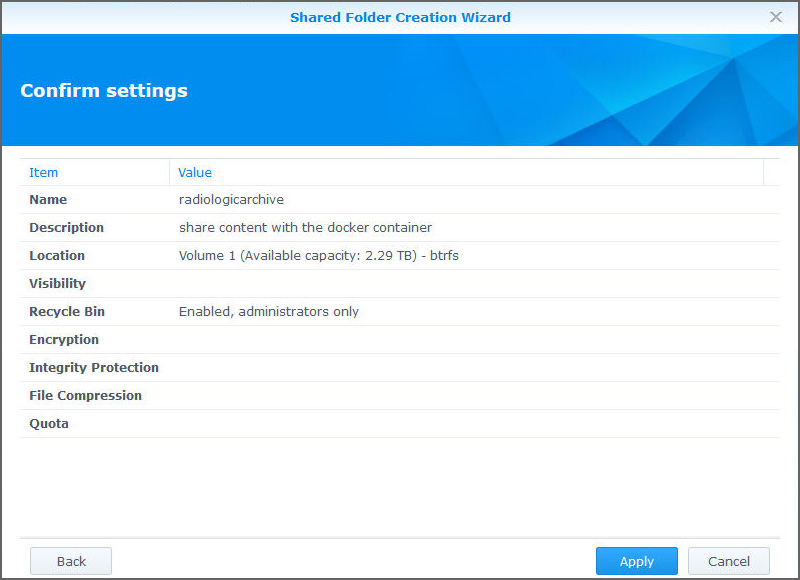 Shared Folder Creation Wizard
Confirm settings
Item Value
Name radiologicarchive
Description share content with the docker container
Location Volume 1 (Available capacity: 2.29 TB) - btrfs
Visibility
Recycle Bin Enabled, administrators only
Encryption
Integrity Protection
File Compression
Quota
Back Apply Cancel